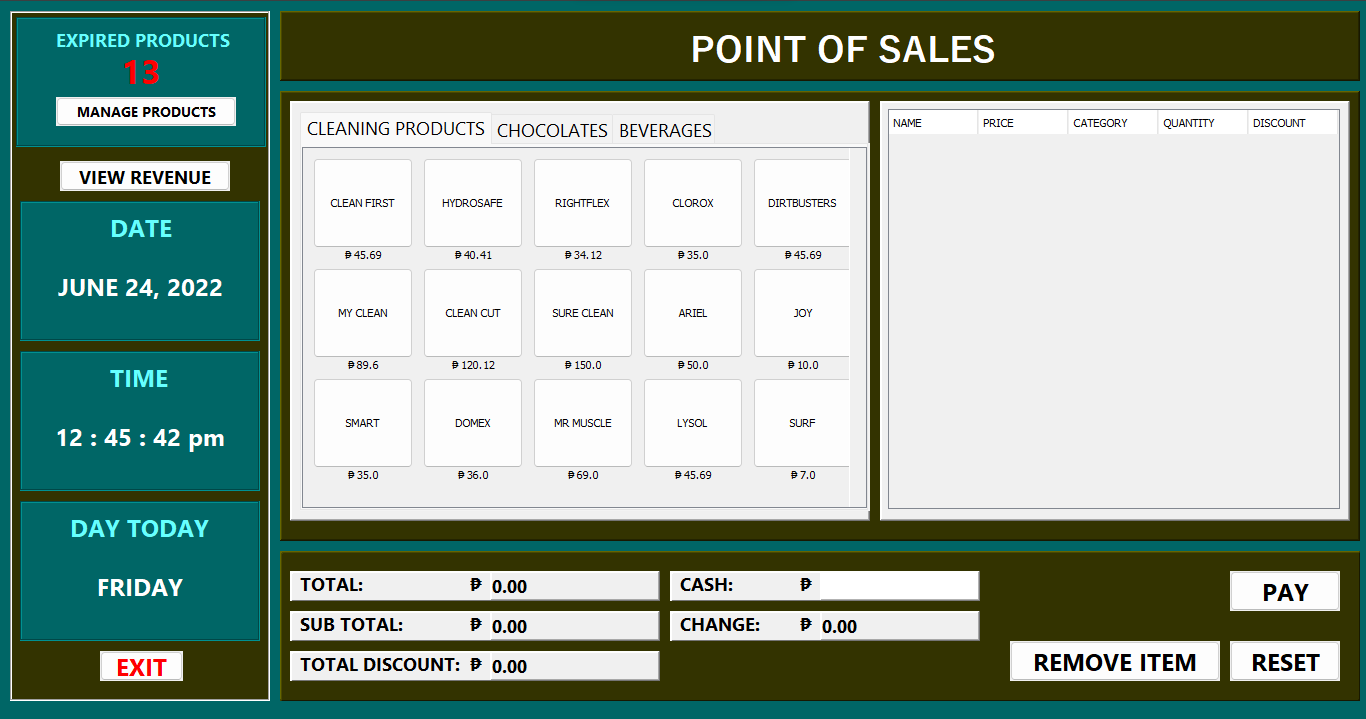 EXPIRED PRODUCTS
13
MANAGE PRODUCTS
VIEW REVENUE
DATE
JUNE 24, 2022
TIME
12 : 45 : 42 pm
DAY TODAY
FRIDAY
EXIT
POINT OF SALES
CLEANING PRODUCTS CHOCOLATES BEVERAGES
CLEAN FIRST HYDROSAFE RIGHTFLEX CLOROX DIRTBUSTERS
₱ 45.69 ₱ 40.41 ₱ 34.12 ₱ 35.0 ₱ 45.69
MY CLEAN CLEAN CUT SURE CLEAN ARIEL JOY
₱ 89.6 ₱ 120.12 ₱ 150.0 ₱ 50.0 ₱ 10.0
SMART DOMEX MR MUSCLE LYSOL SURF
₱ 35.0 ₱ 36.0 ₱ 69.0 ₱ 45.69 ₱ 7.0
NAME PRICE CATEGORY QUANTITY DISCOUNT
TOTAL: ₱ 0.00
SUB TOTAL: ₱ 0.00
TOTAL DISCOUNT: ₱ 0.00
CASH: ₱
CHANGE: ₱ 0.00
PAY
REMOVE ITEM RESET